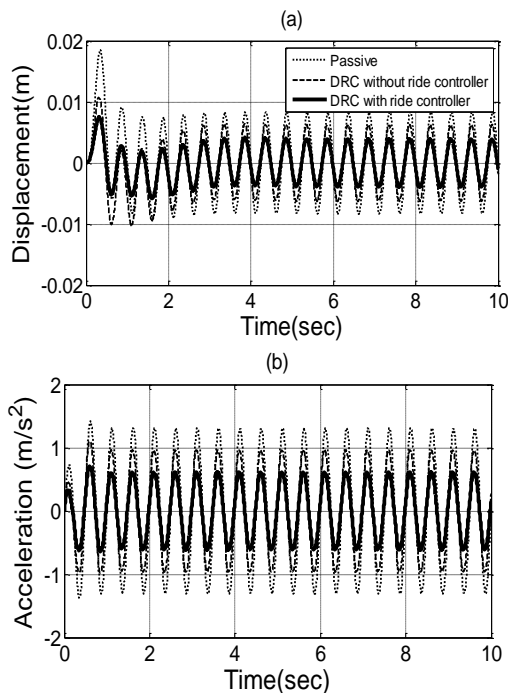 (a)
0.02
0.01
0
-0.01
-0.02
Displacement(m)
Passive
DRC without ride controller
DRC with ride controller
0 2 4 6 8 10
Time(sec)
(b)
2
1
0
-1
-2
Acceleration (m/s²)
0 2 4 6 8 10
Time(sec)